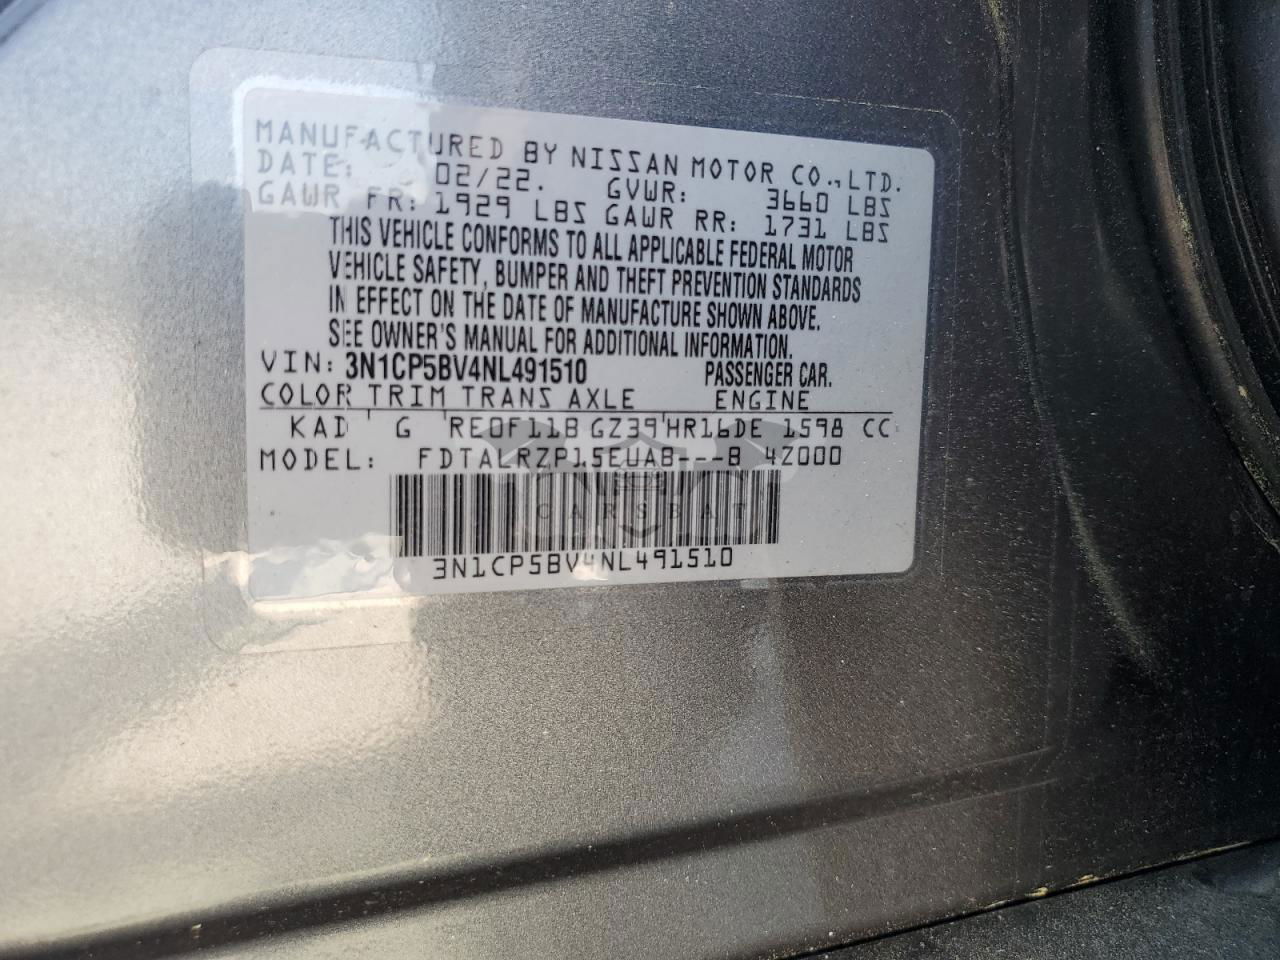 MANUFACTURED BY NISSAN MOTOR CO.,LTD.
DATE: 02/22. GVWR: 3660 LBS
GAWR FR: 1929 LBS GAWR RR: 1731 LBS
THIS VEHICLE CONFORMS TO ALL APPLICABLE FEDERAL MOTOR
VEHICLE SAFETY, BUMPER AND THEFT PREVENTION STANDARDS
IN EFFECT ON THE DATE OF MANUFACTURE SHOWN ABOVE.
SEE OWNER'S MANUAL FOR ADDITIONAL INFORMATION.
VIN: 3N1CP5BV4NL491510 PASSENGER CAR.
COLOR TRIM TRANS AXLE ENGINE
KAD G RE0F11B GZ39 HR16DE 1598 CC
MODEL: FDTALRZP15EUAB---B 4Z000
CARSBAT
3N1CP5BV4NL491510